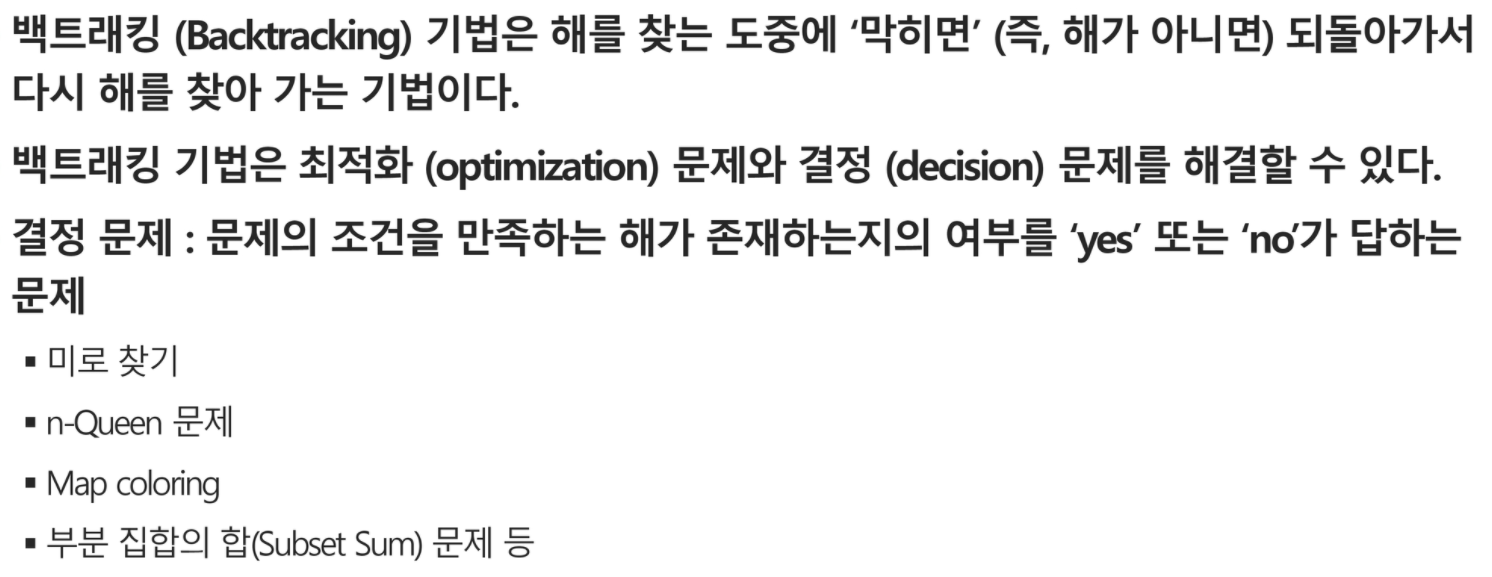 백트래킹 (Backtracking) 기법은 해를 찾는 도중에 ‘막히면’ (즉, 해가 아니면) 되돌아가서
다시 해를 찾아 가는 기법이다.
백트래킹 기법은 최적화 (optimization) 문제와 결정 (decision) 문제를 해결할 수 있다.
결정 문제 : 문제의 조건을 만족하는 해가 존재하는지의 여부를 ‘yes’ 또는 ‘no’가 답하는
문제
▪ 미로 찾기
▪ n-Queen 문제
▪ Map coloring
▪ 부분 집합의 합(Subset Sum) 문제 등